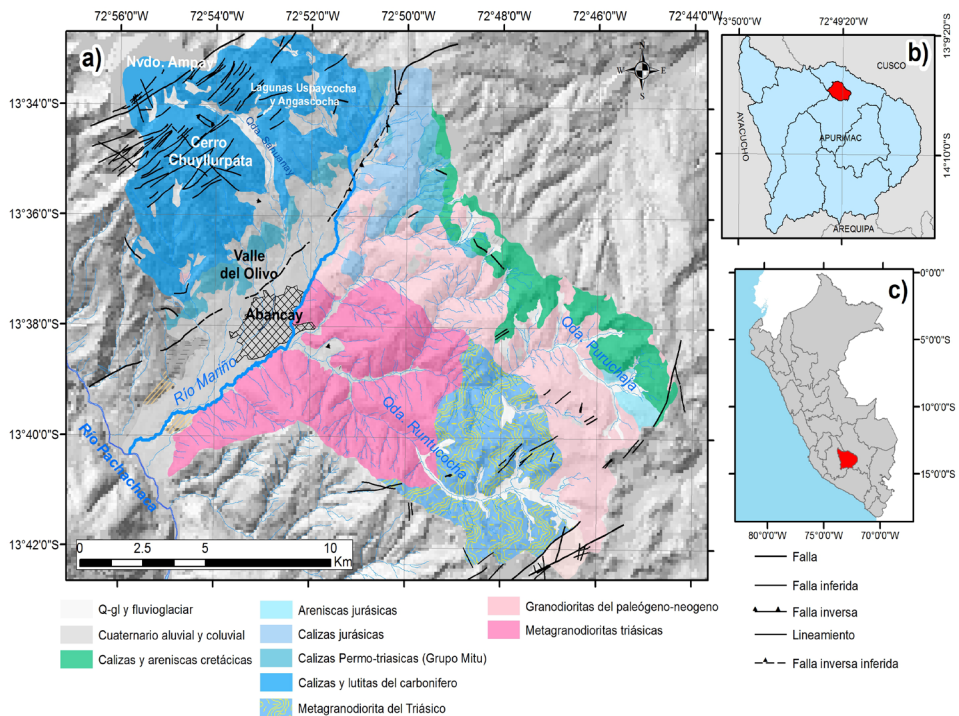 72°56'0"W
72°54'0"W
72°52'0"W
72°50'0"W
72°48'0"W
72°46'0"W
72°44'0"W
a)
Nvdo. Ampay
Lagunas Uspaycocha
y Angascocha
Qda. Sahuanay
Cerro
Chuyllurpata
N
W
E
S
Valle
del Olivo
Abancay
Río Mariño
Río Pachachaca
Qda. Runtucocha
Qda. Puruchaja
13°34'0"S
13°36'0"S
13°38'0"S
13°40'0"S
13°42'0"S
0
2.5
5
10
Km
73°50'0"W
72°49'20"W
13°9'20"S
14°10'0"S
b)
CUSCO
AYACUCHO
APURIMAC
AREQUIPA
c)
0°0'0"
5°0'0"S
10°0'0"S
15°0'0"S
80°0'0"W
75°0'0"W
70°0'0"W
Q-gl y fluvioglaciar
Cuaternario aluvial y coluvial
Calizas y areniscas cretácicas
Areniscas jurásicas
Calizas jurásicas
Calizas Permo-triasicas (Grupo Mitu)
Calizas y lutitas del carbonifero
Metagranodiorita del Triásico
Granodioritas del paleógeno-neogeno
Metagranodioritas triásicas
Falla
Falla inferida
Falla inversa
Lineamiento
Falla inversa inferida